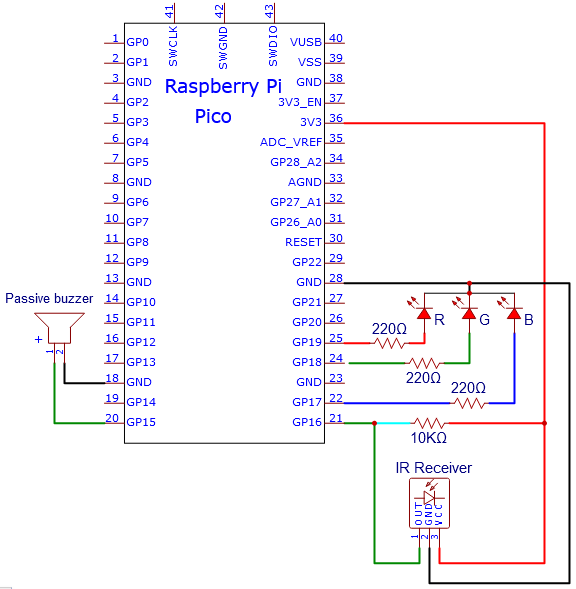 41 42 43
SWCLK SWGND SWDIO
1 GP0 VUSB 40
2 GP1 VSS 39
3 GND GND 38
Raspberry Pi
Pico
4 GP2 3V3_EN 37
5 GP3 3V3 36
6 GP4 ADC_VREF 35
7 GP5 GP28_A2 34
8 GND AGND 33
9 GP6 GP27_A1 32
10 GP7 GP26_A0 31
11 GP8 RESET 30
12 GP9 GP22 29
13 GND GND 28
Passive buzzer
14 GP10 GP21 27
R G B
15 GP11 GP20 26
220Ω
+
16 GP12 GP19 25
1 2
17 GP13 GP18 24
220Ω
220Ω
18 GND GND 23
19 GP14 GP17 22
20 GP15 GP16 21
10KΩ
IR Receiver
OUT GND VCC
1 2 3